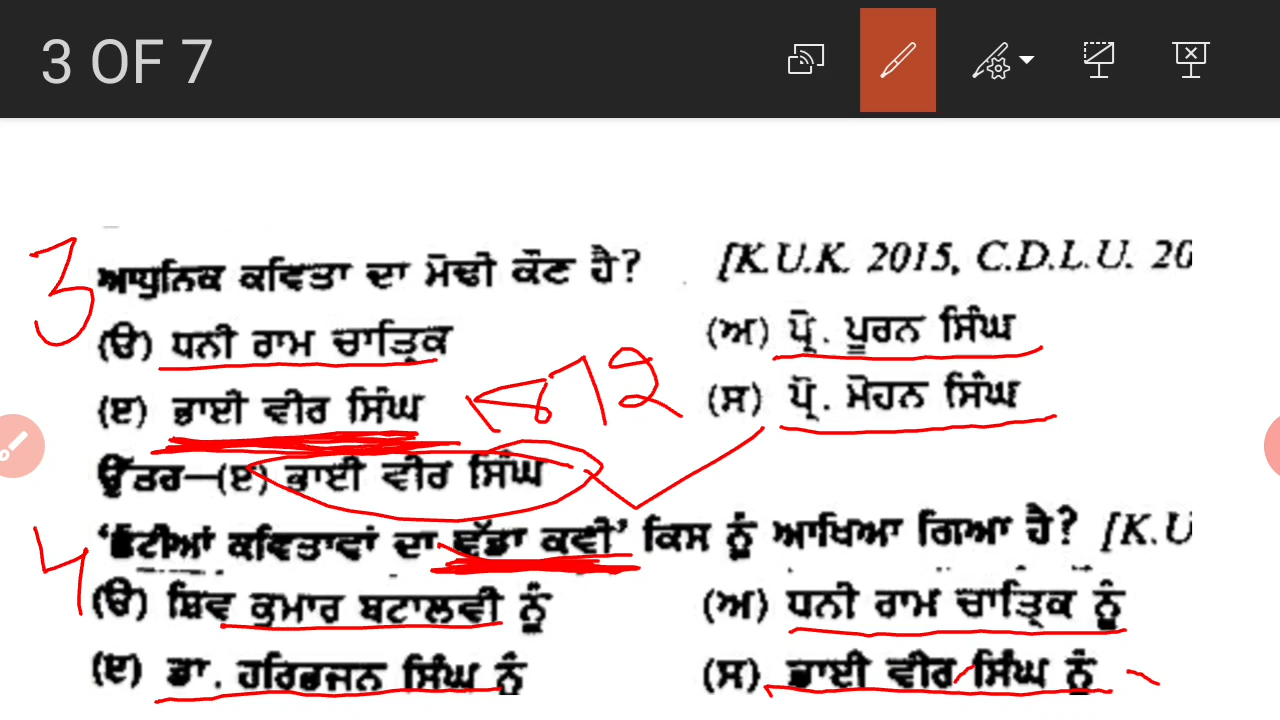 3 OF 7
3 ਆਧੁਨਿਕ ਕਵਿਤਾ ਦਾ ਮੋਢੀ ਕੌਣ ਹੈ? [K.U.K. 2015, C.D.L.U. 20
(ੳ) ਧਨੀ ਰਾਮ ਚਾਤ੍ਰਿਕ (ਅ) ਪ੍ਰੋ. ਪੂਰਨ ਸਿੰਘ
(ੲ) ਭਾਈ ਵੀਰ ਸਿੰਘ 1872 (ਸ) ਪ੍ਰੋ. ਮੋਹਨ ਸਿੰਘ
ਉੱਤਰ—(ੲ) ਭਾਈ ਵੀਰ ਸਿੰਘ
4 'ਛੋਟੀਆਂ ਕਵਿਤਾਵਾਂ ਦਾ ਵੱਡਾ ਕਵੀ' ਕਿਸ ਨੂੰ ਆਖਿਆ ਗਿਆ ਹੈ? [K.U
(ੳ) ਸ਼ਿਵ ਕੁਮਾਰ ਬਟਾਲਵੀ ਨੂੰ (ਅ) ਧਨੀ ਰਾਮ ਚਾਤ੍ਰਿਕ ਨੂੰ
(ੲ) ਡਾ. ਹਰਿਭਜਨ ਸਿੰਘ ਨੂੰ (ਸ) ਭਾਈ ਵੀਰ ਸਿੰਘ ਨੂੰ